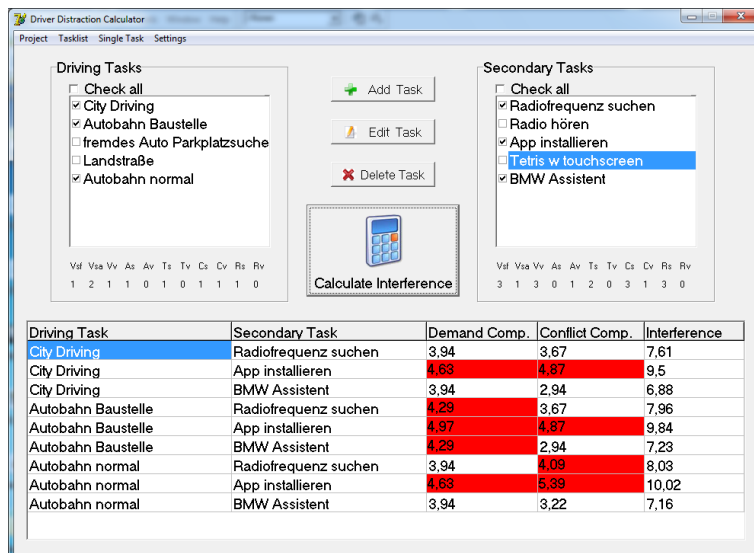 Driver Distraction Calculator
Project Tasklist Single Task Settings
Driving Tasks
Check all
City Driving
Autobahn Baustelle
fremdes Auto Parkplatzsuche
Landstraße
Autobahn normal
Vsf Vsa Vv As Av Ts Tv Cs Cv Rs Rv
1 2 1 1 0 1 0 1 1 1 0
Add Task
Edit Task
Delete Task
Calculate Interference
Secondary Tasks
Check all
Radiofrequenz suchen
Radio hören
App installieren
Tetris w touchscreen
BMW Assistent
Vsf Vsa Vv As Av Ts Tv Cs Cv Rs Rv
3 1 3 0 1 2 0 3 1 3 0
Driving Task Secondary Task Demand Comp. Conflict Comp. Interference
City Driving Radiofrequenz suchen 3,94 3,67 7,61
City Driving App installieren 4,63 4,87 9,5
City Driving BMW Assistent 3,94 2,94 6,88
Autobahn Baustelle Radiofrequenz suchen 4,29 3,67 7,96
Autobahn Baustelle App installieren 4,97 4,87 9,84
Autobahn Baustelle BMW Assistent 4,29 2,94 7,23
Autobahn normal Radiofrequenz suchen 3,94 4,09 8,03
Autobahn normal App installieren 4,63 5,39 10,02
Autobahn normal BMW Assistent 3,94 3,22 7,16